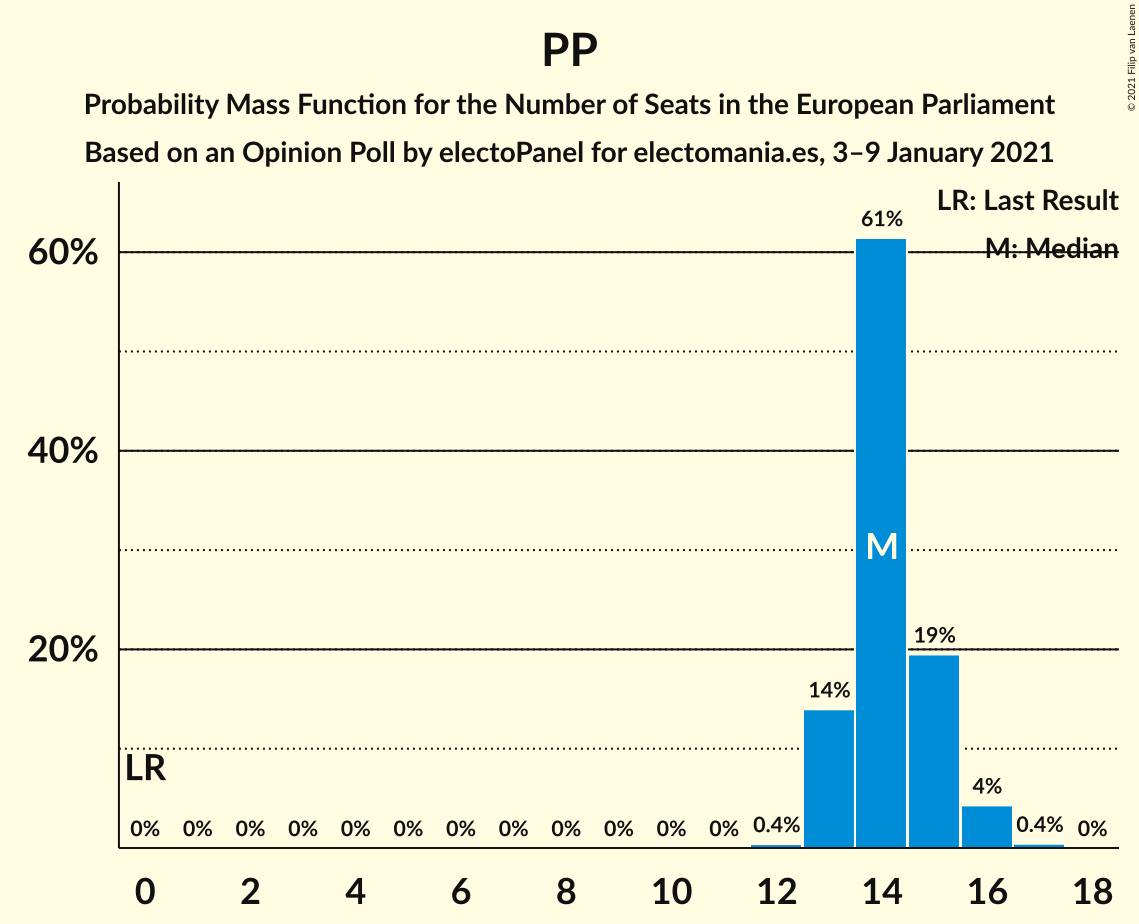 PP
Probability Mass Function for the Number of Seats in the European Parliament
Based on an Opinion Poll by electoPanel for electomania.es, 3–9 January 2021
© 2021 Filip van Laenen
LR: Last Result
M: Median
60%
40%
20%
61%
M
19%
14%
LR
4%
0% 0% 0% 0% 0% 0% 0% 0% 0% 0% 0% 0% 0.4% 0.4% 0%
0 2 4 6 8 10 12 14 16 18